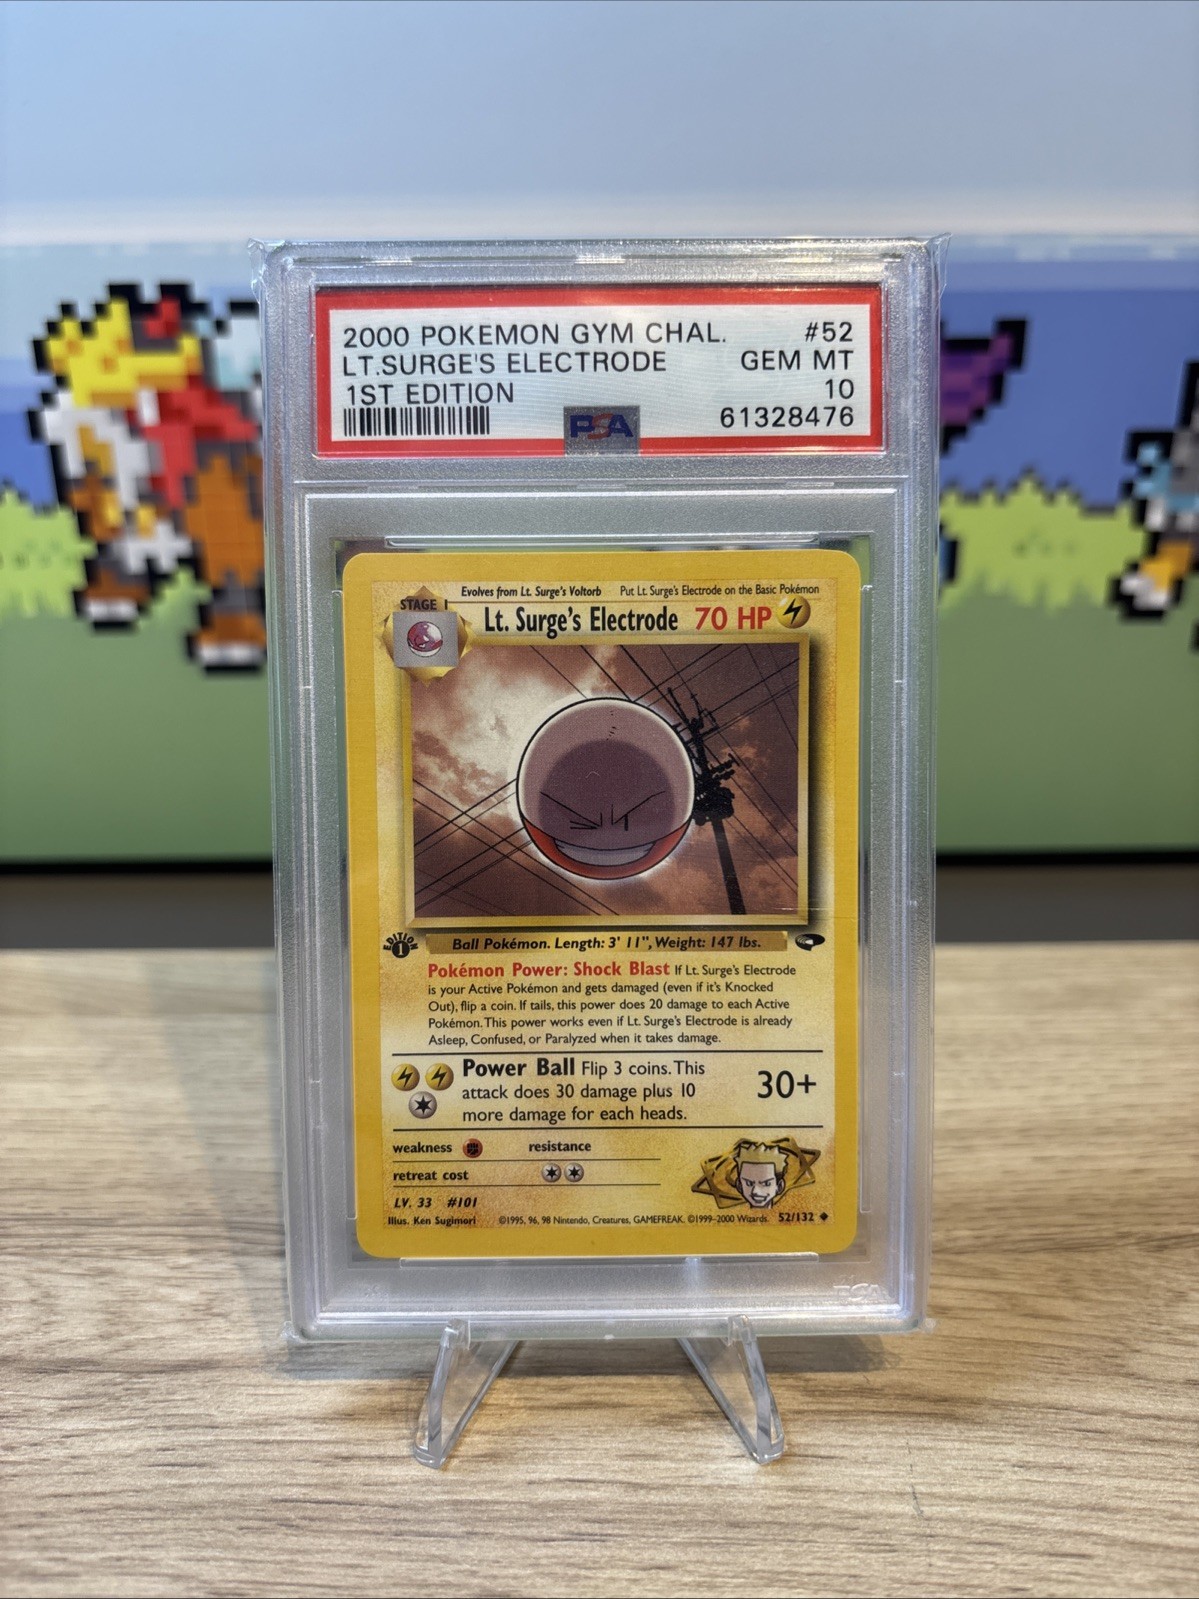 2000 POKEMON GYM CHAL. #52
LT.SURGE'S ELECTRODE GEM MT
1ST EDITION 10
PSA 61328476
Evolves from Lt. Surge's Voltorb Put Lt. Surge's Electrode on the Basic Pokémon
STAGE 1
Lt. Surge's Electrode 70 HP
EDITION 1
Ball Pokémon. Length: 3' 11", Weight: 147 lbs.
Pokémon Power: Shock Blast If Lt. Surge's Electrode
is your Active Pokémon and gets damaged (even if it's Knocked
Out), flip a coin. If tails, this power does 20 damage to each Active
Pokémon. This power works even if Lt. Surge's Electrode is already
Asleep, Confused, or Paralyzed when it takes damage.
Power Ball Flip 3 coins. This
attack does 30 damage plus 10
more damage for each heads.
30+
weakness resistance
retreat cost
LV. 33 #101
Illus. Ken Sugimori ©1995, 96, 98 Nintendo, Creatures, GAMEFREAK. ©1999-2000 Wizards. 52/132
PSA